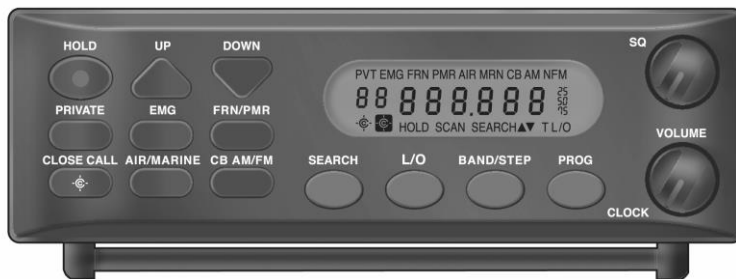 HOLD UP DOWN
SQ
PVT EMG FRN PMR AIR MRN CB AM NFM
88 888.888 25 50 75
PRIVATE EMG FRN/PMR
HOLD SCAN SEARCH▲▼ T L/O
VOLUME
CLOSE CALL AIR/MARINE CB AM/FM
SEARCH L/O BAND/STEP PROG
CLOCK